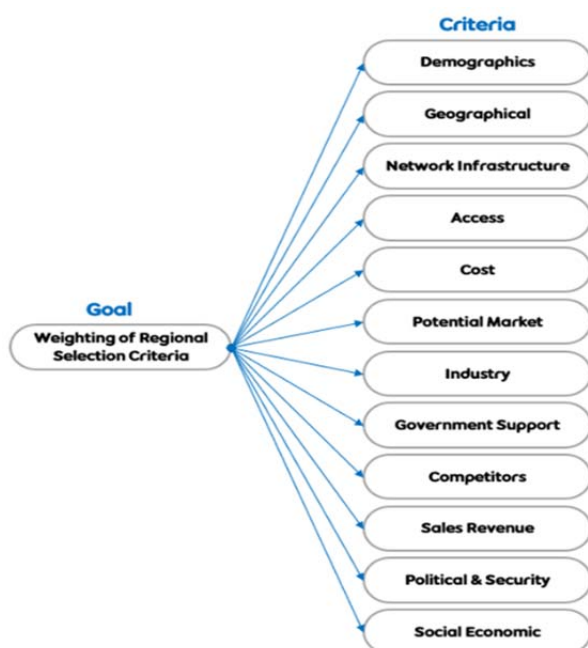 Criteria
Demographics
Geographical
Network Infrastructure
Access
Cost
Goal
Weighting of Regional
Selection Criteria
Potential Market
Industry
Government Support
Competitors
Sales Revenue
Political & Security
Social Economic